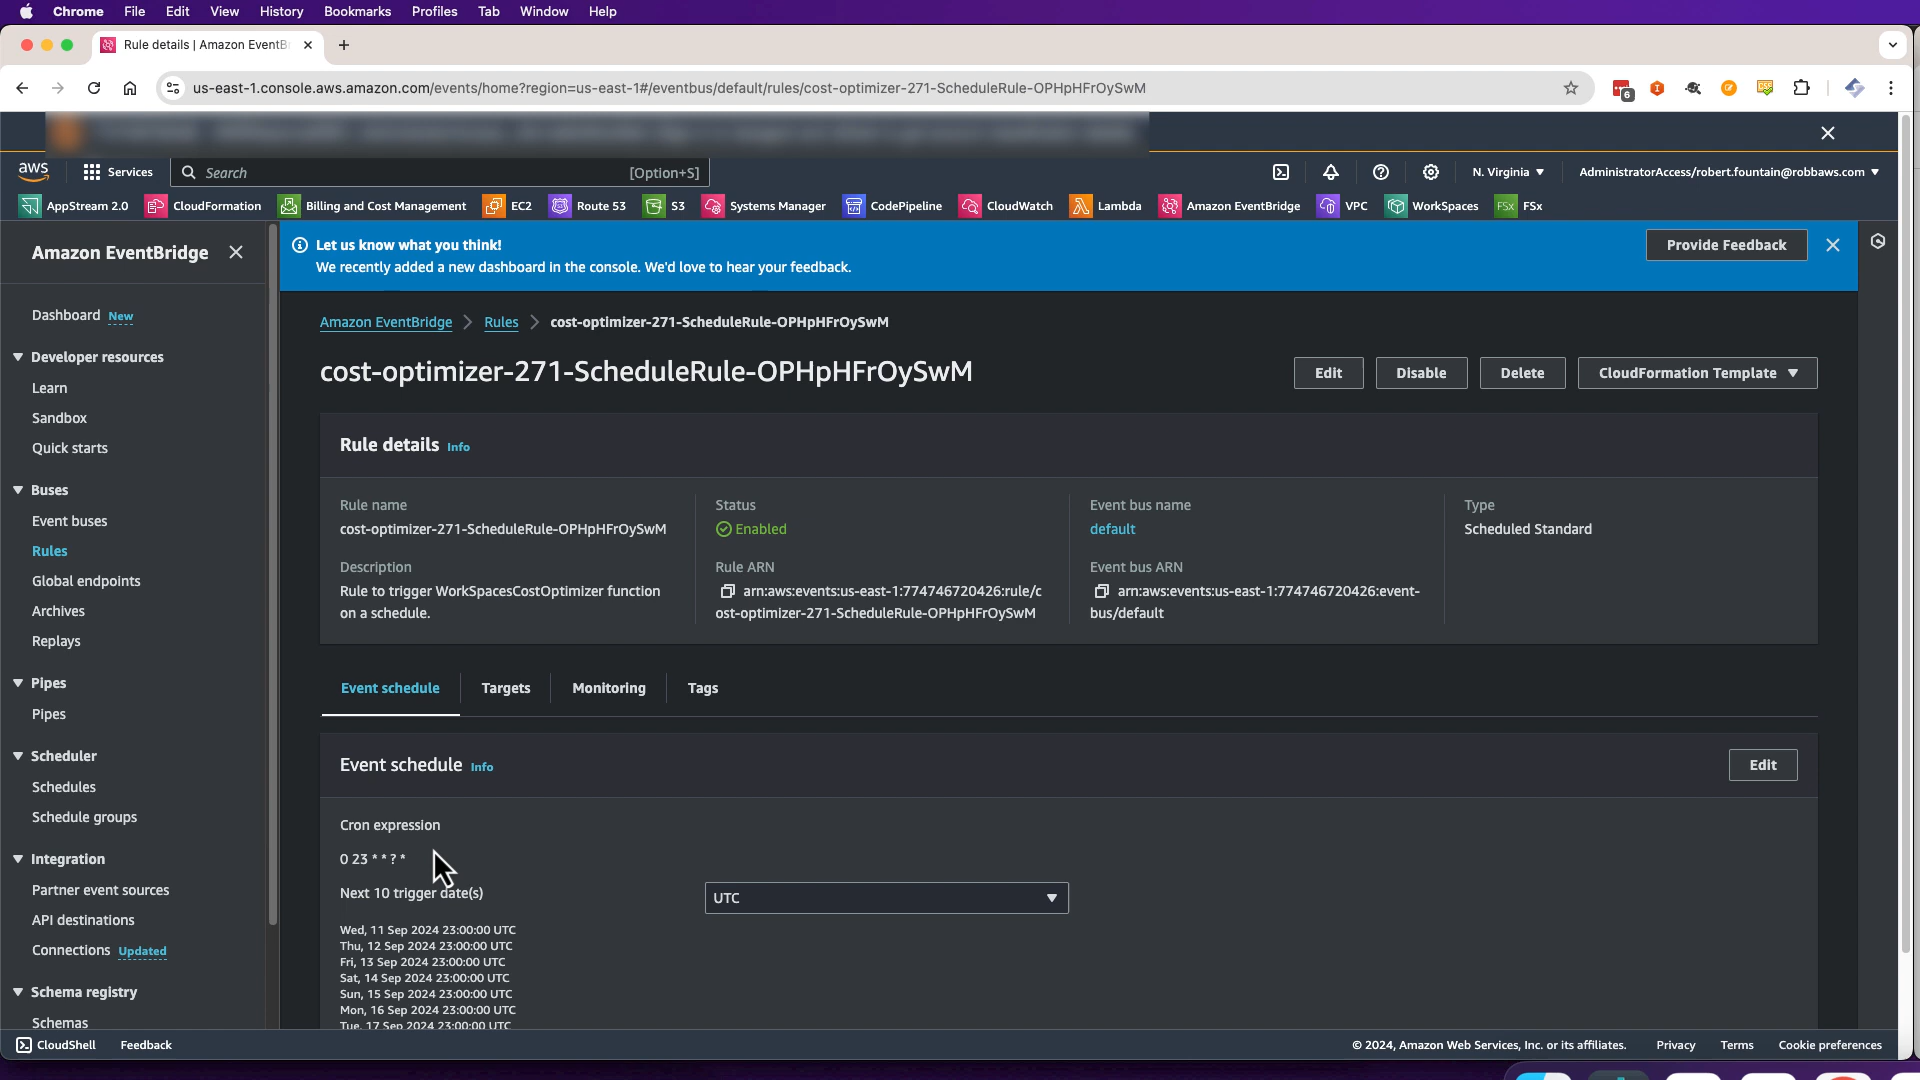 Chrome File Edit View History Bookmarks Profiles Tab Window Help
Rule details | Amazon EventBr
us-east-1.console.aws.amazon.com/events/home?region=us-east-1#/eventbus/default/rules/cost-optimizer-271-ScheduleRule-OPHpHFrOySwM
6
aws Services Search [Option+S] N. Virginia AdministratorAccess/robert.fountain@robbaws.com
AppStream 2.0 CloudFormation Billing and Cost Management EC2 Route 53 S3 Systems Manager CodePipeline CloudWatch Lambda Amazon EventBridge VPC WorkSpaces FSx FSx
Amazon EventBridge
Dashboard New
Developer resources
Learn
Sandbox
Quick starts
Buses
Event buses
Rules
Global endpoints
Archives
Replays
Pipes
Pipes
Scheduler
Schedules
Schedule groups
Integration
Partner event sources
API destinations
Connections Updated
Schema registry
Schemas
Let us know what you think!
We recently added a new dashboard in the console. We'd love to hear your feedback.
Provide Feedback
Amazon EventBridge Rules cost-optimizer-271-ScheduleRule-OPHpHFrOySwM
cost-optimizer-271-ScheduleRule-OPHpHFrOySwM
Edit Disable Delete CloudFormation Template
Rule details Info
Rule name
cost-optimizer-271-ScheduleRule-OPHpHFrOySwM
Description
Rule to trigger WorkSpacesCostOptimizer function
on a schedule.
Status
Enabled
Rule ARN
arn:aws:events:us-east-1:774746720426:rule/c
ost-optimizer-271-ScheduleRule-OPHpHFrOySwM
Event bus name
default
Event bus ARN
arn:aws:events:us-east-1:774746720426:event-
bus/default
Type
Scheduled Standard
Event schedule Targets Monitoring Tags
Event schedule Info
Edit
Cron expression
0 23 * * ? *
Next 10 trigger date(s)
UTC
Wed, 11 Sep 2024 23:00:00 UTC
Thu, 12 Sep 2024 23:00:00 UTC
Fri, 13 Sep 2024 23:00:00 UTC
Sat, 14 Sep 2024 23:00:00 UTC
Sun, 15 Sep 2024 23:00:00 UTC
Mon, 16 Sep 2024 23:00:00 UTC
Tue, 17 Sep 2024 23:00:00 UTC
CloudShell Feedback
© 2024, Amazon Web Services, Inc. or its affiliates. Privacy Terms Cookie preferences